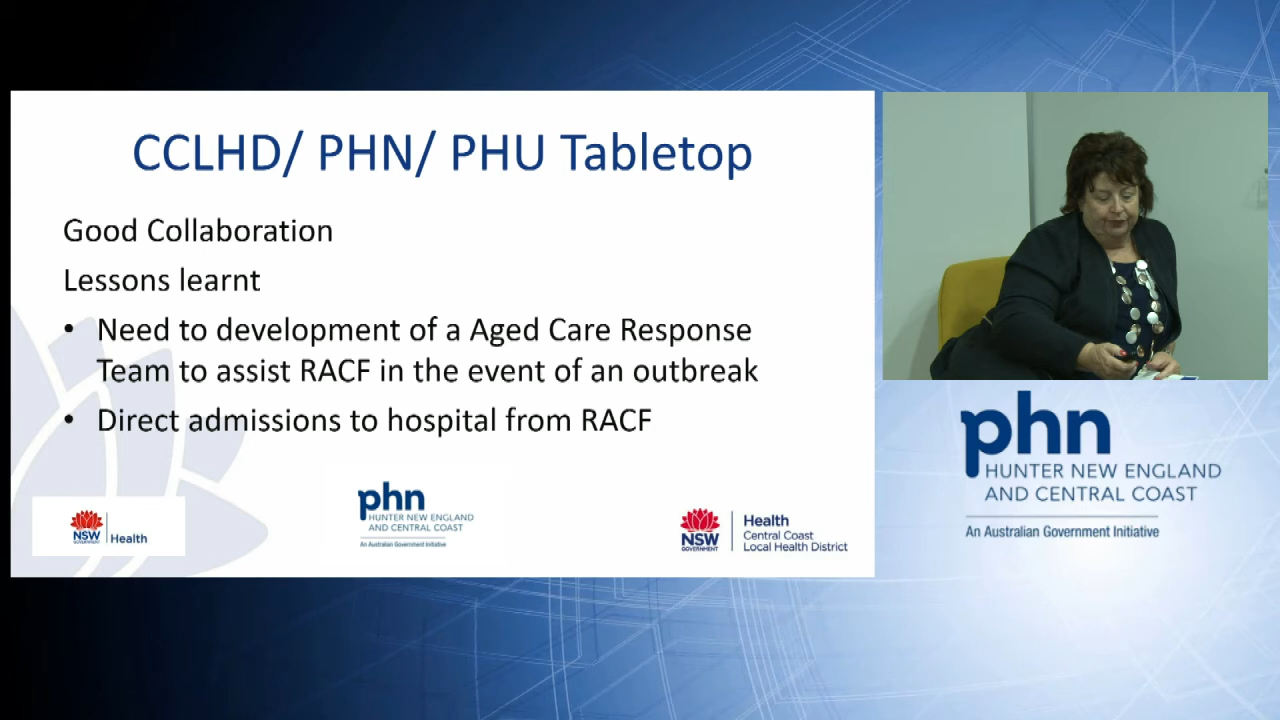 CCLHD/ PHN/ PHU Tabletop
Good Collaboration
Lessons learnt
• Need to development of a Aged Care Response
Team to assist RACF in the event of an outbreak
• Direct admissions to hospital from RACF
NSW
GOVERNMENT
Health
phn
HUNTER NEW ENGLAND
AND CENTRAL COAST
An Australian Government Initiative
NSW
GOVERNMENT
Health
Central Coast
Local Health District
phn
HUNTER NEW ENGLAND
AND CENTRAL COAST
An Australian Government Initiative